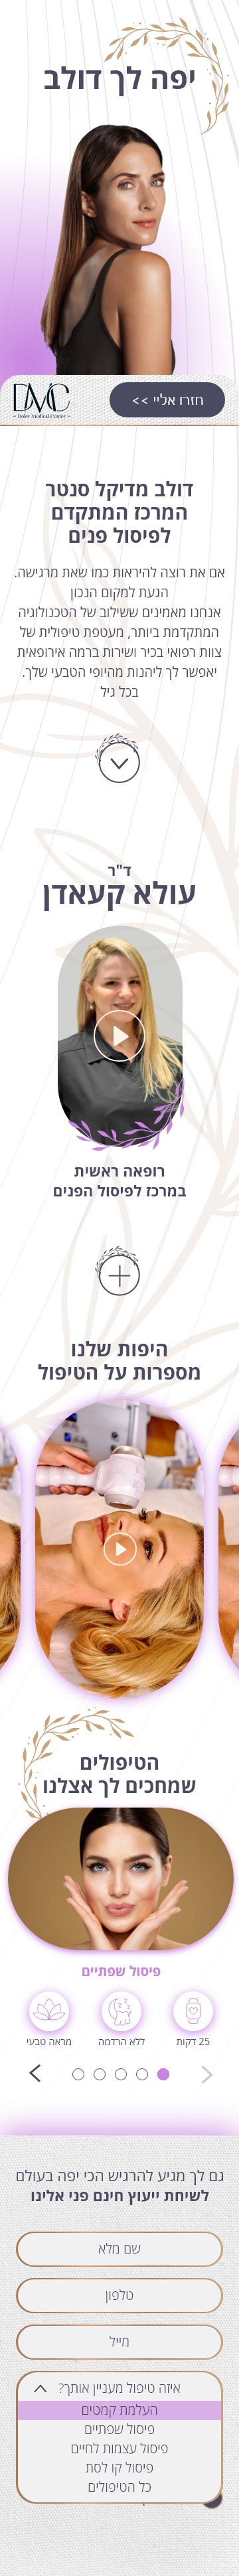 יפה לך דולב
חזרו אליי >>
DMC
Dolev Medical Center
דולב מדיקל סנטר
המרכז המתקדם
לפיסול פנים
אם את רוצה להיראות כמו שאת מרגישה.
הגעת למקום הנכון
אנחנו מאמינים ששילוב של הטכנולוגיה
המתקדמת ביותר, מעטפת טיפולית של
צוות רפואי בכיר ושירות ברמה אירופאית
יאפשר לך ליהנות מהיופי הטבעי שלך.
בכל גיל
ד"ר
עולא קעאדן
רופאה ראשית
במרכז לפיסול הפנים
היפות שלנו
מספרות על הטיפול
הטיפולים
שמחכים לך אצלנו
פיסול שפתיים
25 דקות
ללא הרדמה
מראה טבעי
גם לך מגיע להרגיש הכי יפה בעולם
לשיחת ייעוץ חינם פני אלינו
שם מלא
טלפון
מייל
איזה טיפול מעניין אותך?
העלמת קמטים
פיסול שפתיים
פיסול עצמות לחיים
פיסול קו לסת
כל הטיפולים